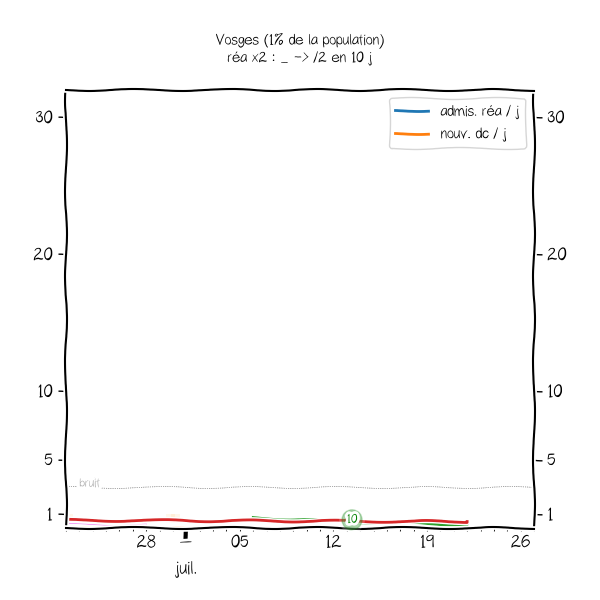 Vosges (1% de la population)
réa x2 : _ -> /2 en 10 j
admis. réa / j
nouv. dc / j
30
30
20
20
10
10
5
5
bruit
1
10
1
28
05
12
19
26
juil.